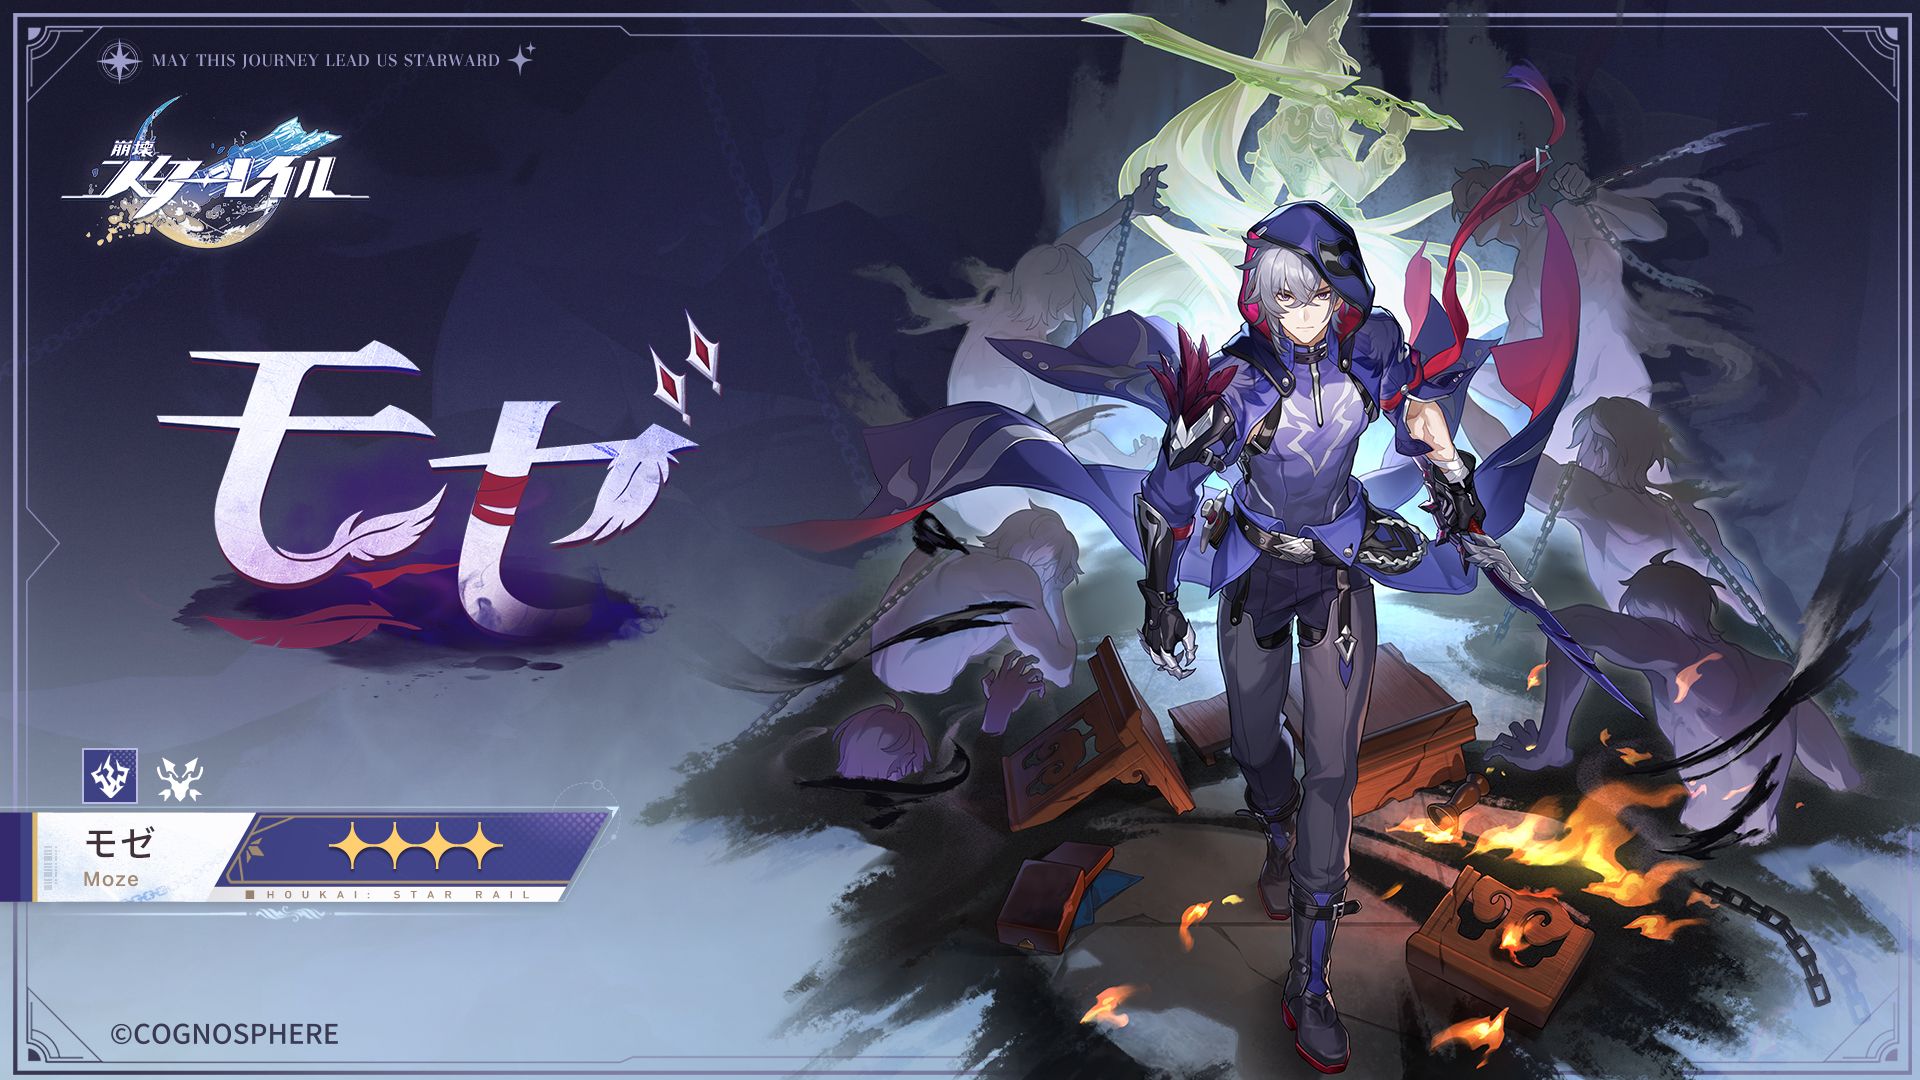 MAY THIS JOURNEY LEAD US STARWARD
崩壊
スターレイル
モゼ
モゼ
Moze
HOUKAI: STAR RAIL
©COGNOSPHERE